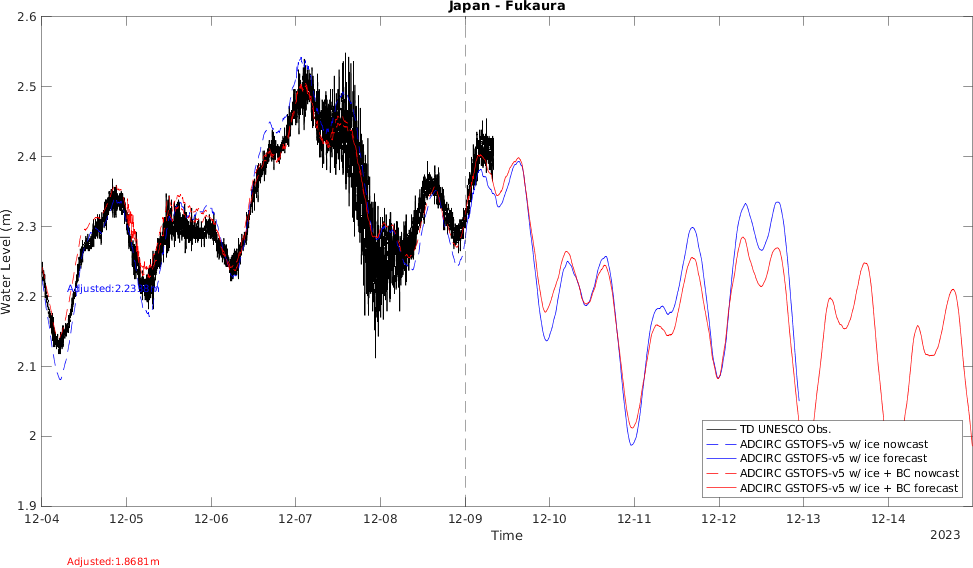 Japan - Fukaura
2.6
2.5
2.4
2.3
2.2
2.1
2
1.9
Water Level (m)
Adjusted:2.23
TD UNESCO Obs.
ADCIRC GSTOFS-v5 w/ ice nowcast
ADCIRC GSTOFS-v5 w/ ice forecast
ADCIRC GSTOFS-v5 w/ ice + BC nowcast
ADCIRC GSTOFS-v5 w/ ice + BC forecast
12-04 12-05 12-06 12-07 12-08 12-09 12-10 12-11 12-12 12-13 12-14
Time
2023
Adjusted:1.8681m